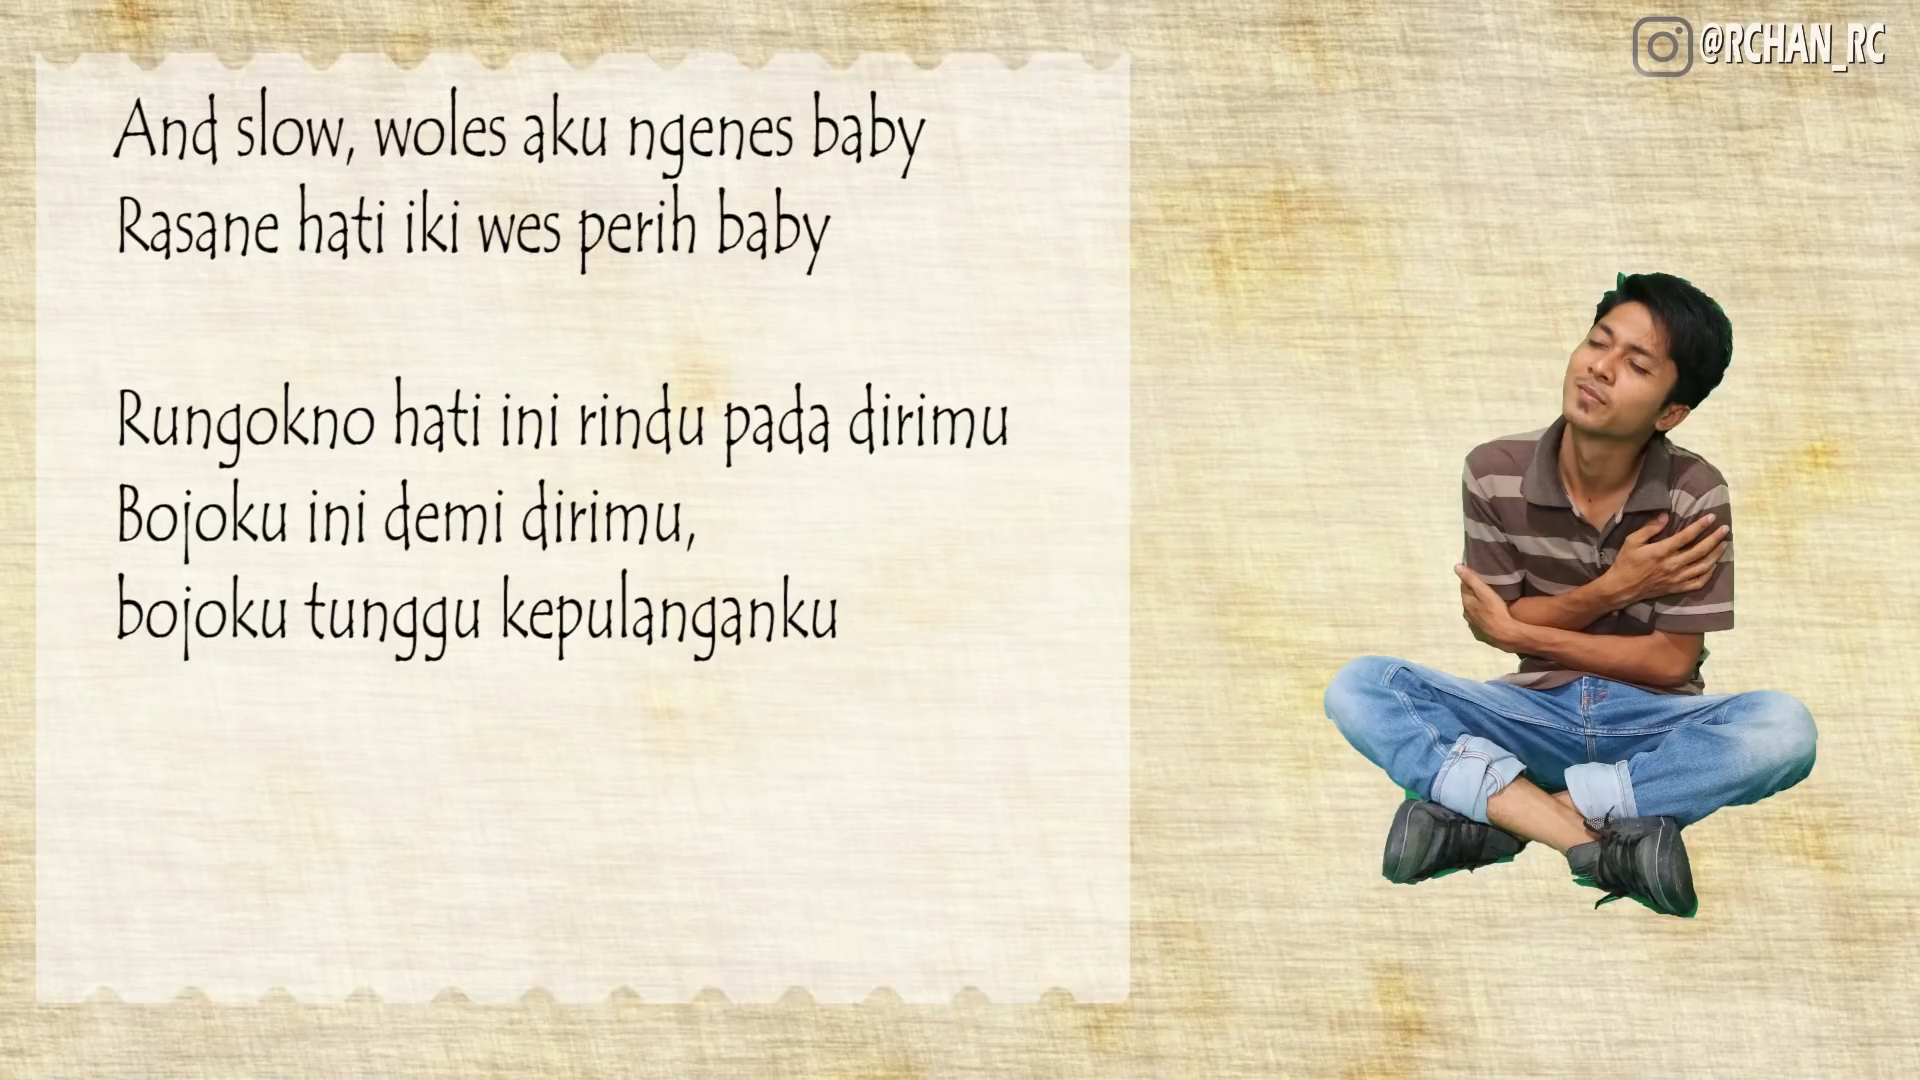 @RCHAN_RC
And slow, woles aku ngenes baby
Rasane hati iki wes perih baby
Rungokno hati ini rindu pada dirimu
Bojoku ini demi dirimu,
bojoku tunggu kepulanganku